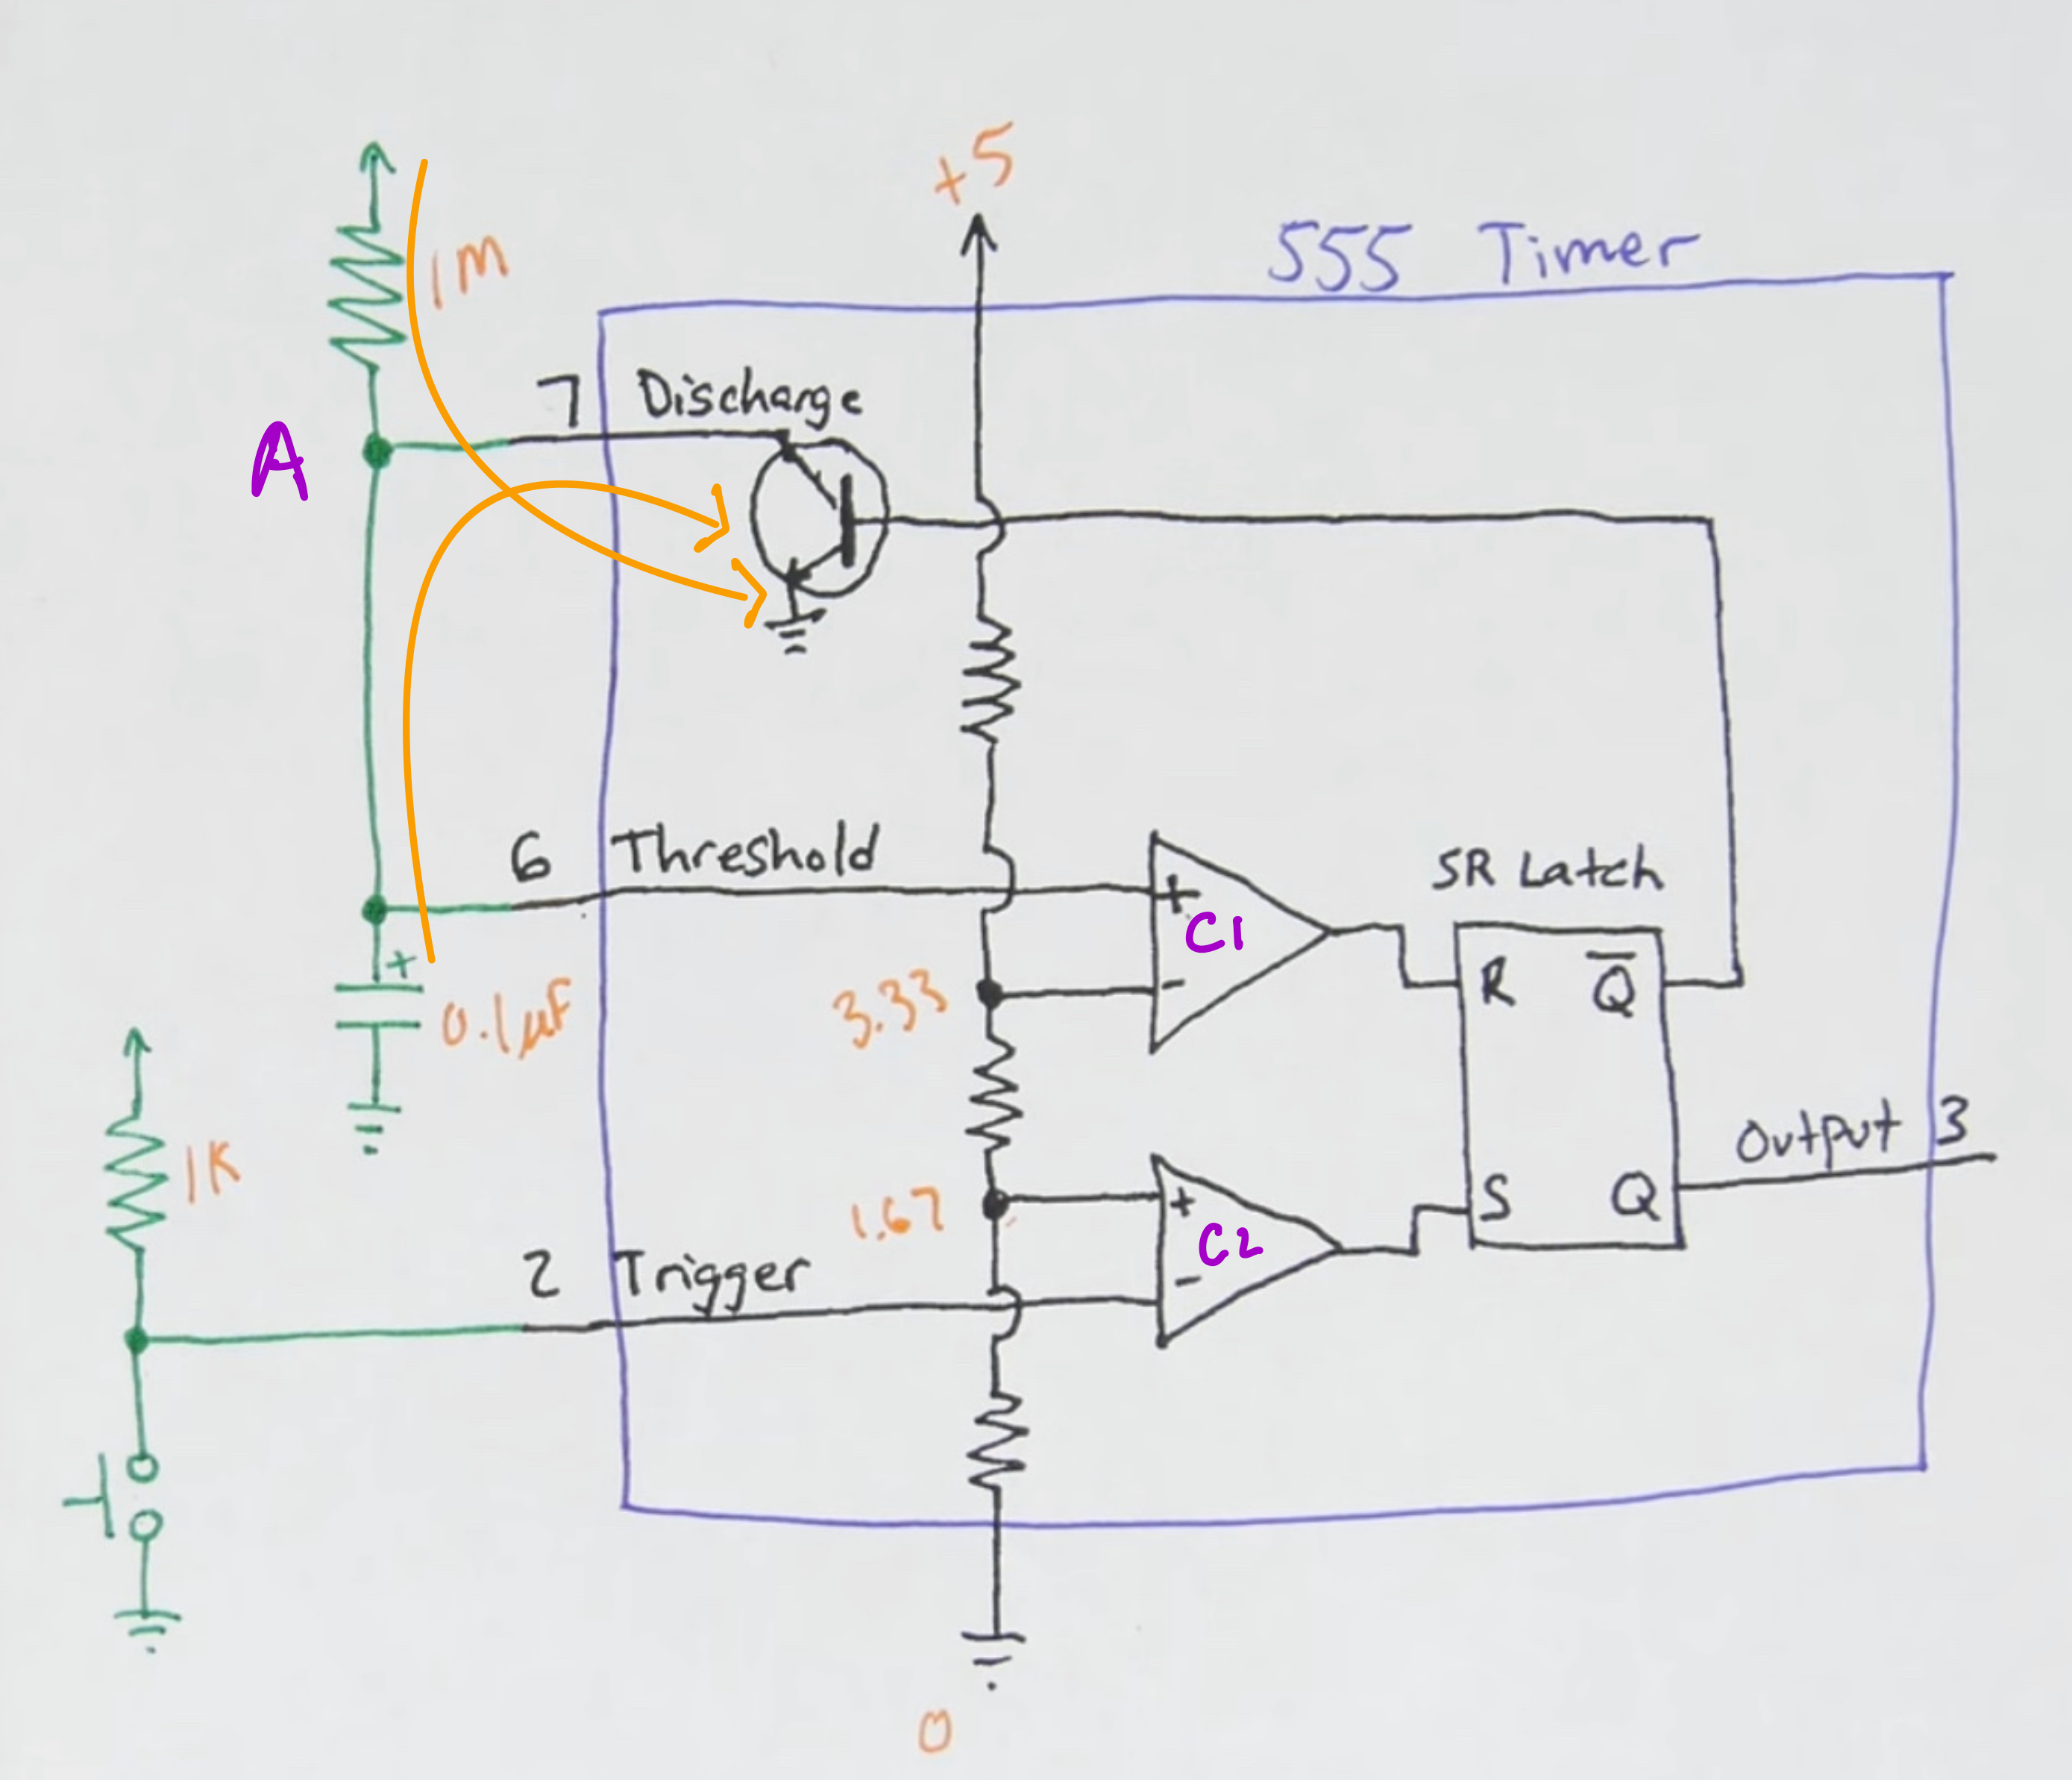 +5
555 Timer
1M
7 Discharge
A
6 Threshold
+
C1
-
SR Latch
R Q̅
+
0.1µF
3.33
Output 3
1K
1.67
+
C2
-
S Q
2 Trigger
0